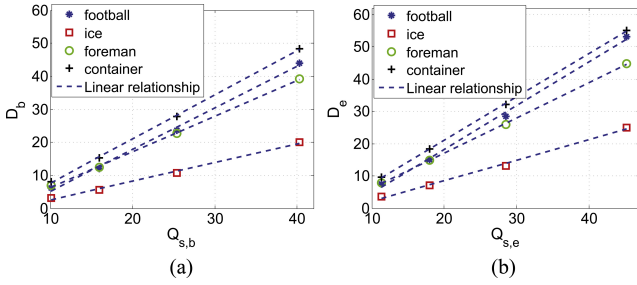 60
50
40
30
20
10
0
D_b
football
ice
foreman
container
Linear relationship
10 20 30 40
Q_s,b
(a)
60
50
40
30
20
10
0
D_e
football
ice
foreman
container
Linear relationship
10 20 30 40
Q_s,e
(b)